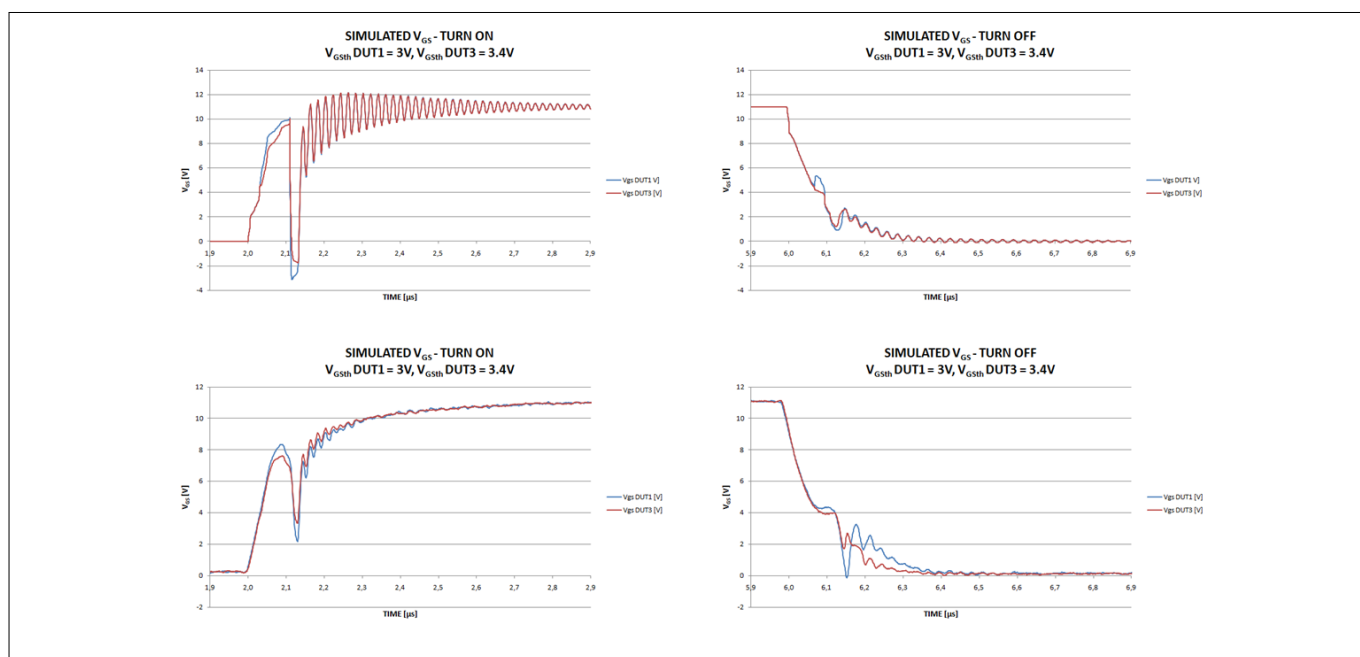 SIMULATED VGS - TURN ON
VGSth DUT1 = 3V, VGSth DUT3 = 3.4V
14
12
10
8
6
4
2
0
-2
-4
VGS [V]
1,9 2,0 2,1 2,2 2,3 2,4 2,5 2,6 2,7 2,8 2,9
TIME [µs]
Vgs DUT1 V]
Vgs DUT3 [V]
SIMULATED VGS - TURN OFF
VGSth DUT1 = 3V, VGSth DUT3 = 3.4V
14
12
10
8
6
4
2
0
-2
-4
VGS [V]
5,9 6,0 6,1 6,2 6,3 6,4 6,5 6,6 6,7 6,8 6,9
TIME [µs]
Vgs DUT1 [V]
Vgs DUT3 [V]
SIMULATED VGS - TURN ON
VGSth DUT1 = 3V, VGSth DUT3 = 3.4V
12
10
8
6
4
2
0
-2
VGS [V]
1,9 2,0 2,1 2,2 2,3 2,4 2,5 2,6 2,7 2,8 2,9
TIME [µs]
Vgs DUT1 [V]
Vgs DUT3 [V]
SIMULATED VGS - TURN OFF
VGSth DUT1 = 3V, VGSth DUT3 = 3.4V
12
10
8
6
4
2
0
-2
VGS [V]
5,9 6,0 6,1 6,2 6,3 6,4 6,5 6,6 6,7 6,8 6,9
TIME [µs]
Vgs DUT1 [V]
Vgs DUT3 [V]